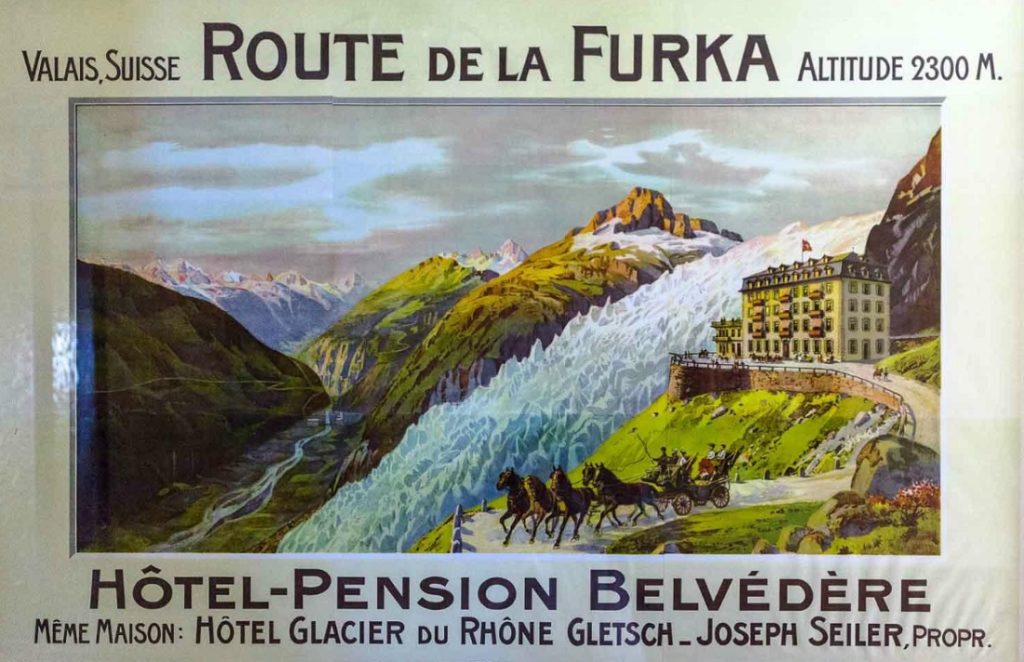 VALAIS, SUISSE ROUTE DE LA FURKA ALTITUDE 2300 M.
HÔTEL-PENSION BELVÉDÈRE
MÊME MAISON: HÔTEL GLACIER DU RHÔNE GLETSCH - JOSEPH SEILER, PROPR.